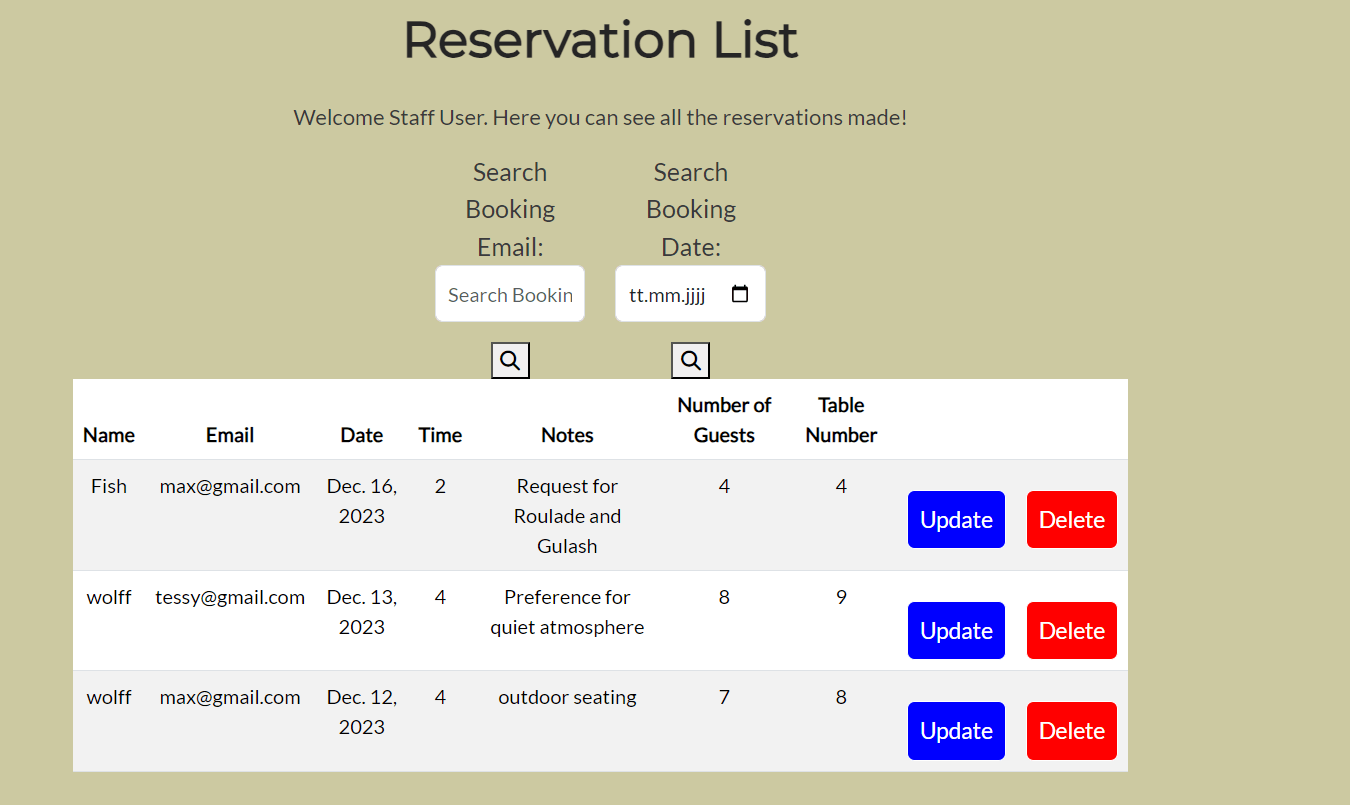 Reservation List
Welcome Staff User. Here you can see all the reservations made!
Search
Booking
Email:
Search
Booking
Date:
Search Bookin
tt.mm.jjjj
Name Email Date Time Notes Number of Guests Table Number
Fish max@gmail.com Dec. 16, 2023 2 Request for Roulade and Gulash 4 4 Update Delete
wolff tessy@gmail.com Dec. 13, 2023 4 Preference for quiet atmosphere 8 9 Update Delete
wolff max@gmail.com Dec. 12, 2023 4 outdoor seating 7 8 Update Delete